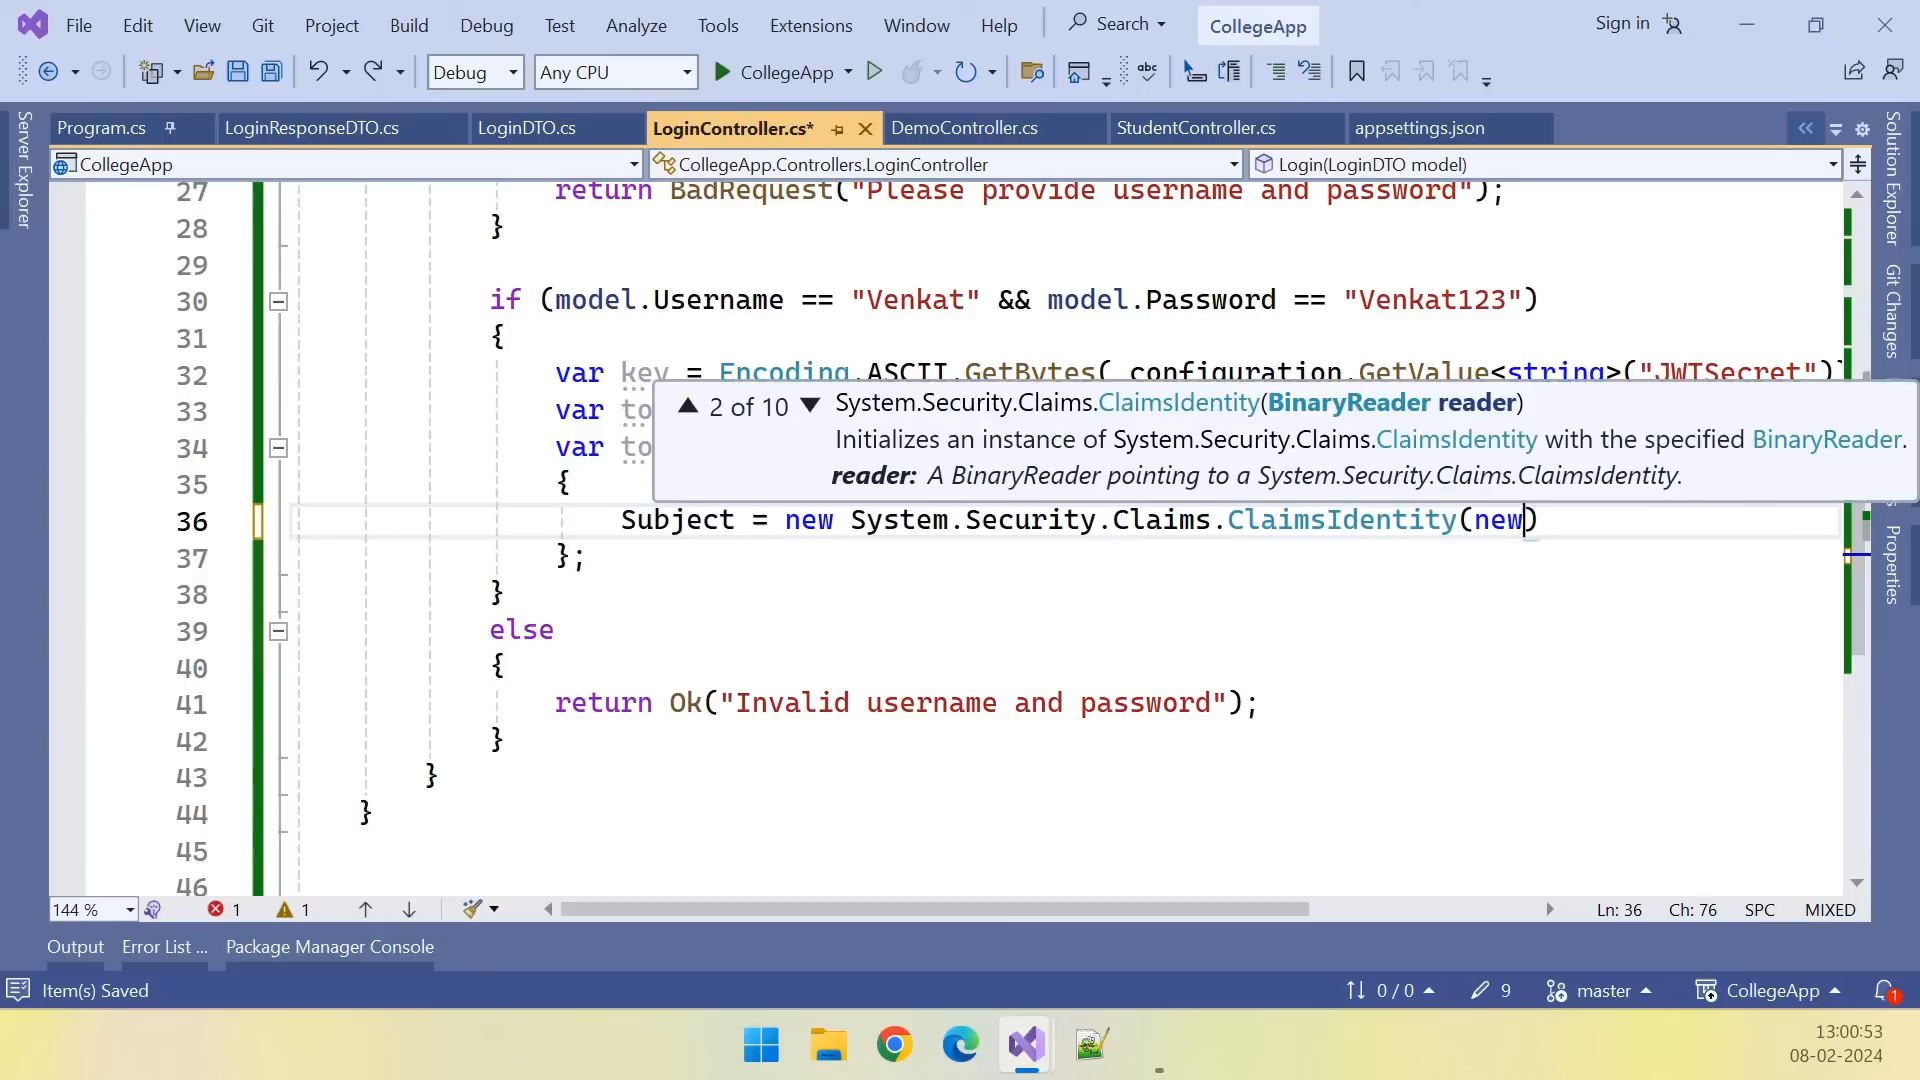 File Edit View Git Project Build Debug Test Analyze Tools Extensions Window Help Search CollegeApp Sign in
Debug Any CPU CollegeApp
Program.cs LoginResponseDTO.cs LoginDTO.cs LoginController.cs* DemoController.cs StudentController.cs appsettings.json
CollegeApp CollegeApp.Controllers.LoginController Login(LoginDTO model)
Server Explorer
Solution Explorer
Git Changes
Properties
27 return BadRequest("Please provide username and password");
28 }
29
30 if (model.Username == "Venkat" && model.Password == "Venkat123")
31 {
32 var key = Encoding.ASCII.GetBytes(_configuration.GetValue<string>("JWTSecret")
33 var to
34 var to
2 of 10 System.Security.Claims.ClaimsIdentity(BinaryReader reader)
Initializes an instance of System.Security.Claims.ClaimsIdentity with the specified BinaryReader.
reader: A BinaryReader pointing to a System.Security.Claims.ClaimsIdentity.
35 {
36 Subject = new System.Security.Claims.ClaimsIdentity(new)
37 };
38 }
39 else
40 {
41 return Ok("Invalid username and password");
42 }
43 }
44 }
45
46
144 % 1 1 Ln: 36 Ch: 76 SPC MIXED
Output Error List ... Package Manager Console
Item(s) Saved 0 / 0 9 master CollegeApp 1
13:00:53
08-02-2024